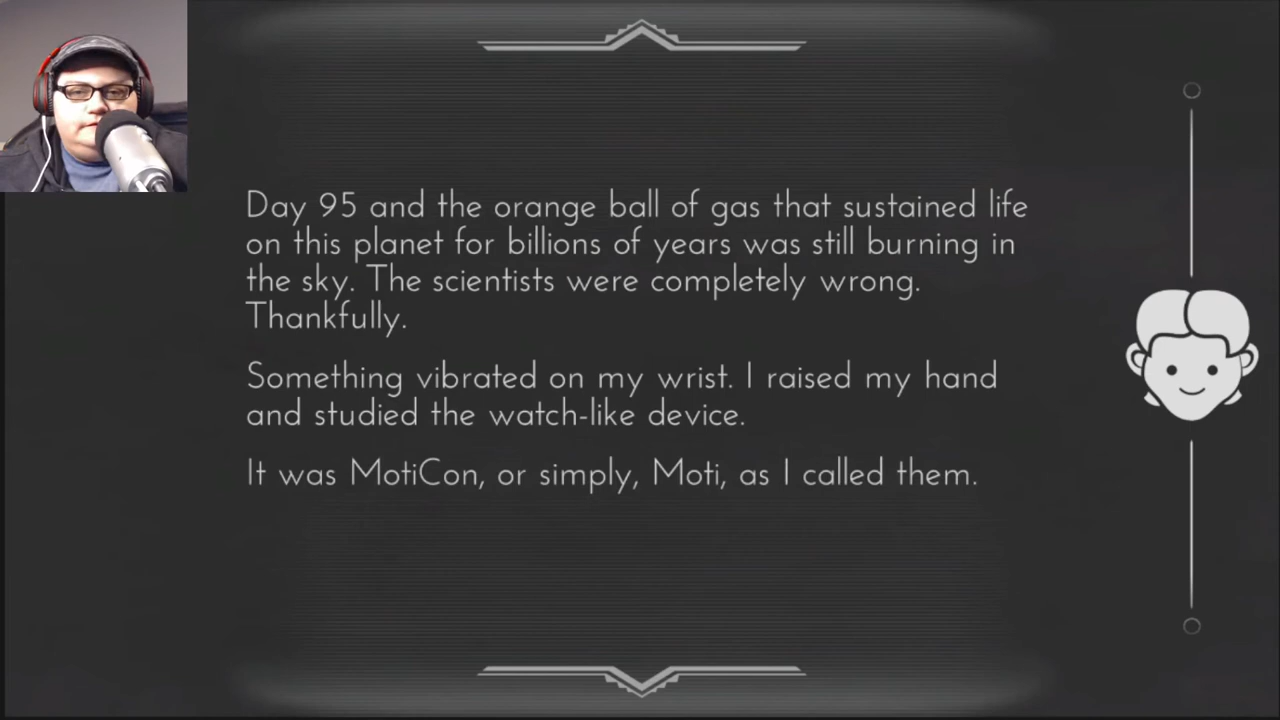 Day 95 and the orange ball of gas that sustained life
on this planet for billions of years was still burning in
the sky. The scientists were completely wrong.
Thankfully.
Something vibrated on my wrist. I raised my hand
and studied the watch-like device.
It was MotiCon, or simply, Moti, as I called them.